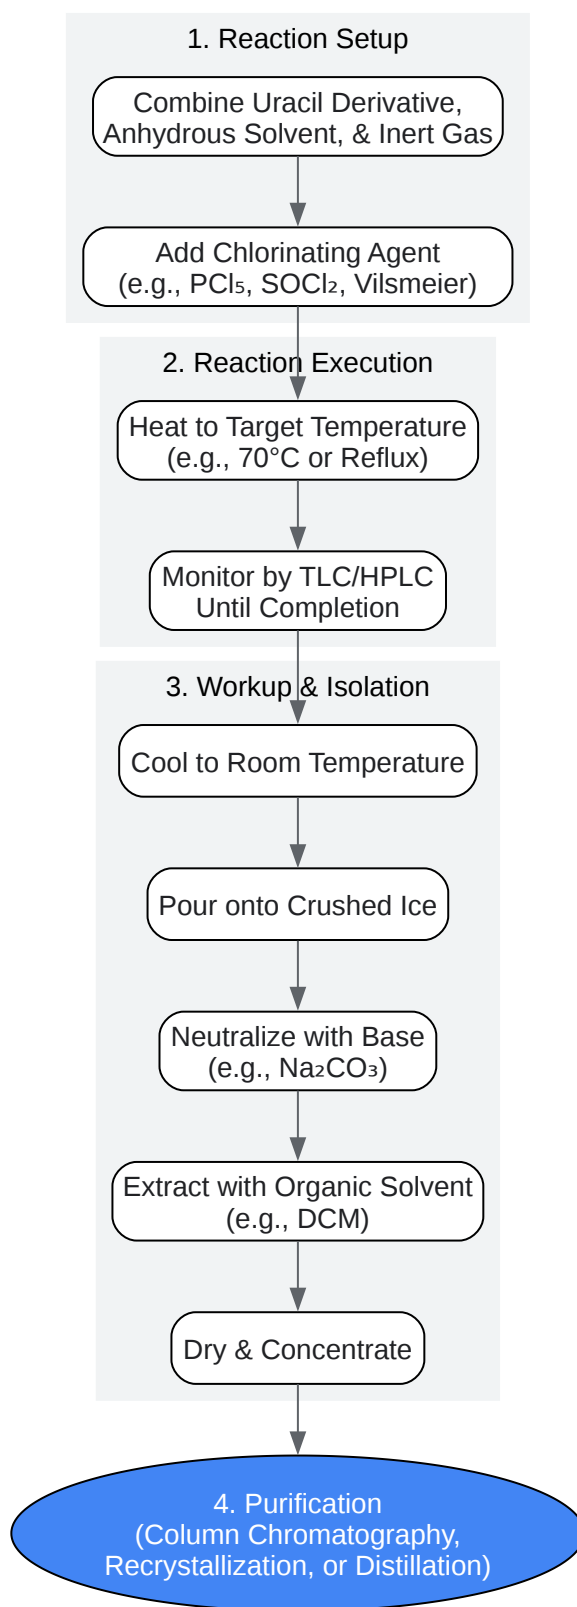 1. Reaction Setup
Combine Uracil Derivative,
Anhydrous Solvent, & Inert Gas
Add Chlorinating Agent
(e.g., PCl₅, SOCl₂, Vilsmeier)
2. Reaction Execution
Heat to Target Temperature
(e.g., 70°C or Reflux)
Monitor by TLC/HPLC
Until Completion
3. Workup & Isolation
Cool to Room Temperature
Pour onto Crushed Ice
Neutralize with Base
(e.g., Na₂CO₃)
Extract with Organic Solvent
(e.g., DCM)
Dry & Concentrate
4. Purification
(Column Chromatography,
Recrystallization, or Distillation)